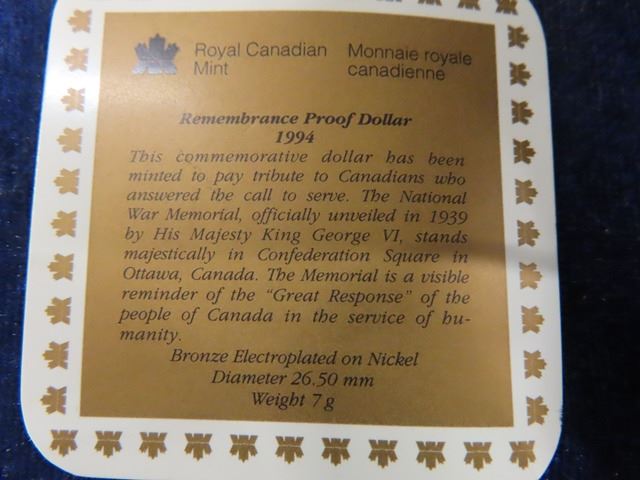 Royal Canadian Mint
Monnaie royale canadienne
Remembrance Proof Dollar
1994
This commemorative dollar has been
minted to pay tribute to Canadians who
answered the call to serve. The National
War Memorial, officially unveiled in 1939
by His Majesty King George VI, stands
majestically in Confederation Square in
Ottawa, Canada. The Memorial is a visible
reminder of the “Great Response” of the
people of Canada in the service of hu-
manity.
Bronze Electroplated on Nickel
Diameter 26.50 mm
Weight 7 g